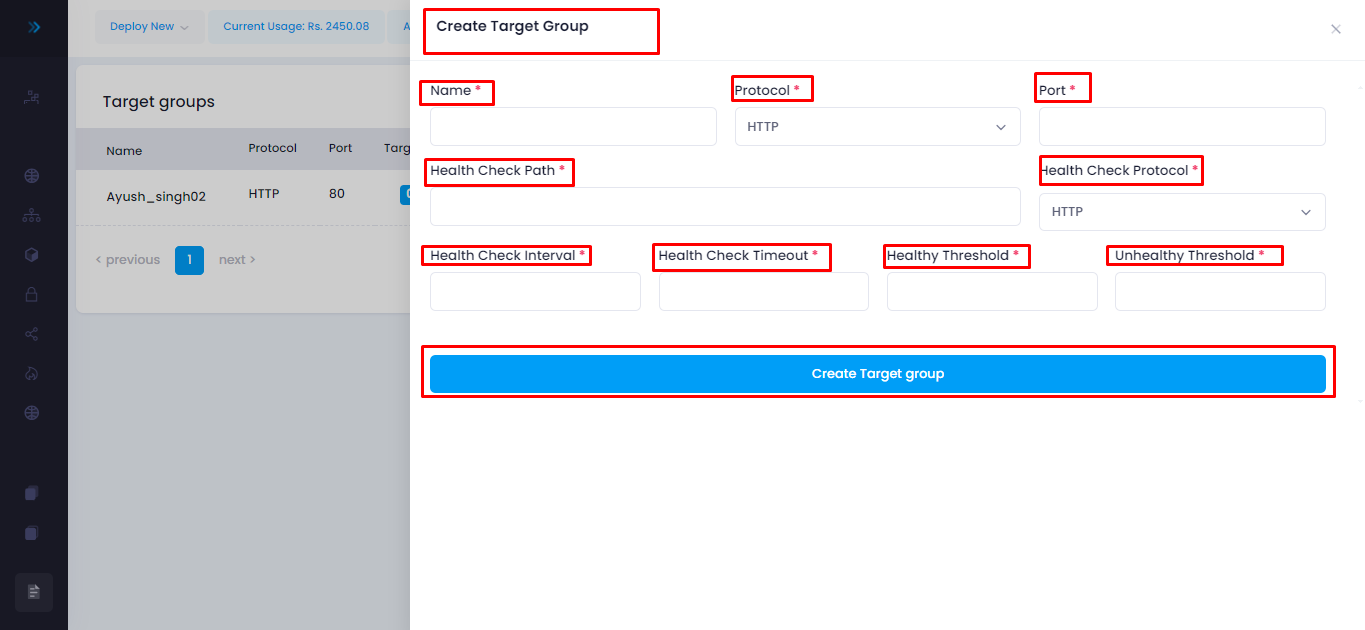 Deploy New
Current Usage: Rs. 2450.08
Create Target Group
Target groups
Name
Protocol
Port
Ayush_singh02
HTTP
80
< previous
1
next >
Name *
Protocol *
Port *
HTTP
Health Check Path *
Health Check Protocol *
HTTP
Health Check Interval *
Health Check Timeout *
Healthy Threshold *
Unhealthy Threshold *
Create Target group